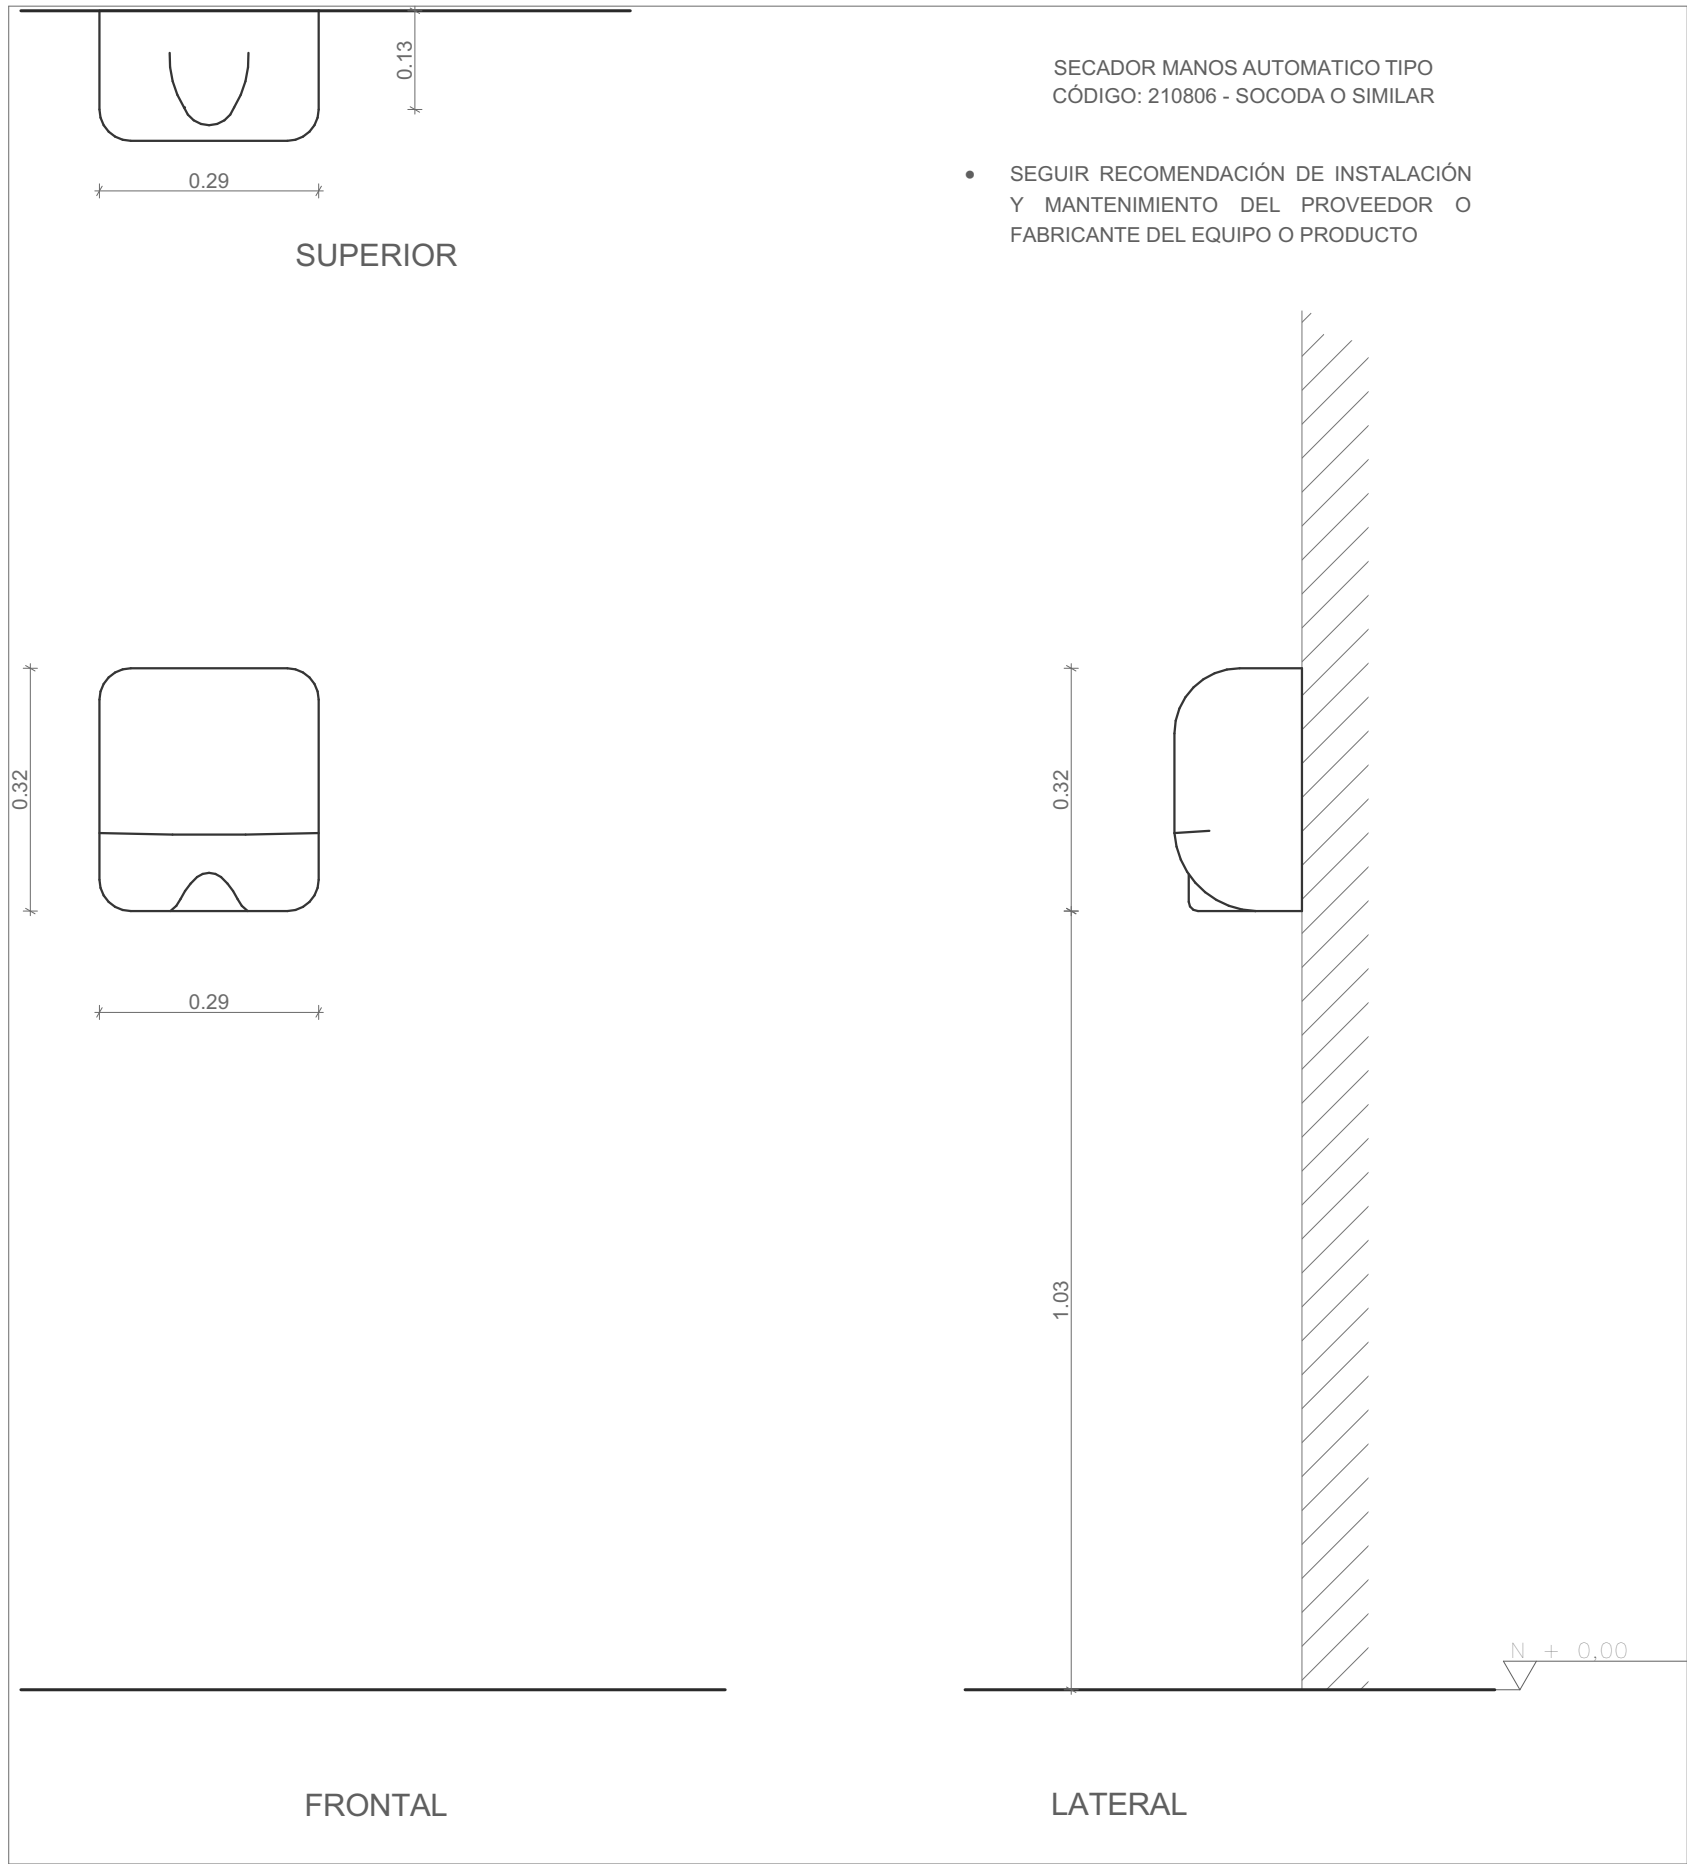 0.13
SECADOR MANOS AUTOMATICO TIPO
CÓDIGO: 210806 - SOCODA O SIMILAR
0.29
• SEGUIR RECOMENDACIÓN DE INSTALACIÓN
Y MANTENIMIENTO DEL PROVEEDOR O
FABRICANTE DEL EQUIPO O PRODUCTO
SUPERIOR
0.32
0.32
0.29
1.03
N + 0,00
FRONTAL
LATERAL